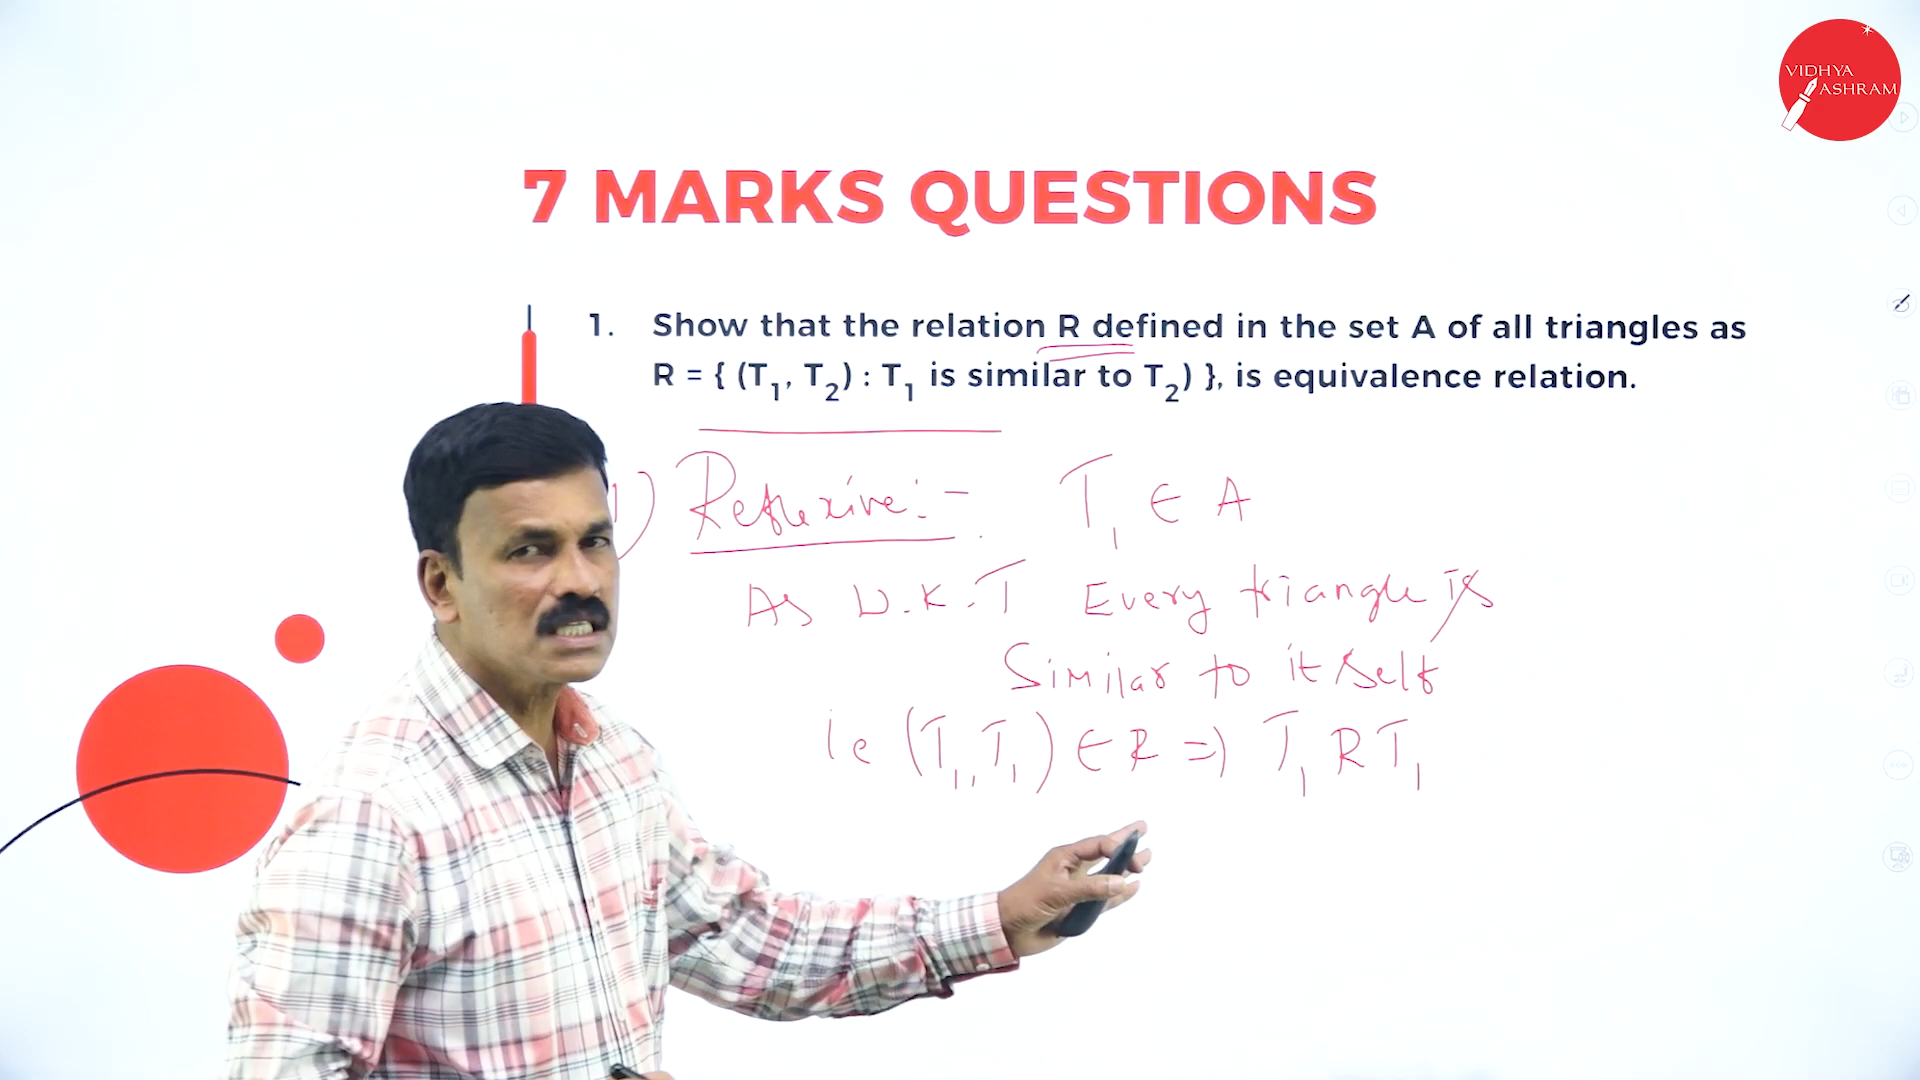 VIDHYA
ASHRAM
7 MARKS QUESTIONS
1. Show that the relation R defined in the set A of all triangles as
R = { (T1, T2) : T1 is similar to T2) }, is equivalence relation.
1) Reflexive:- T1 ∈ A
As W.K.T Every triangle is
Similar to itself
ie (T1, T1) ∈ R => T1 R T1